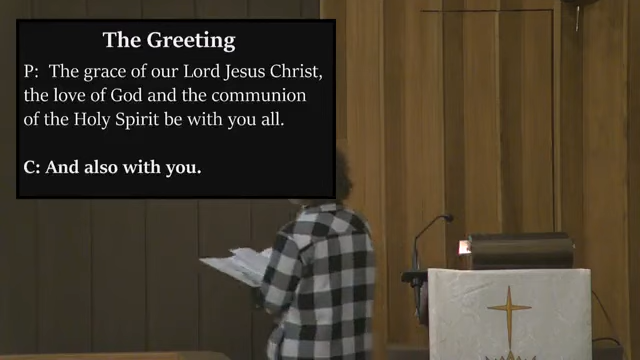 The Greeting
P: The grace of our Lord Jesus Christ,
the love of God and the communion
of the Holy Spirit be with you all.
C: And also with you.